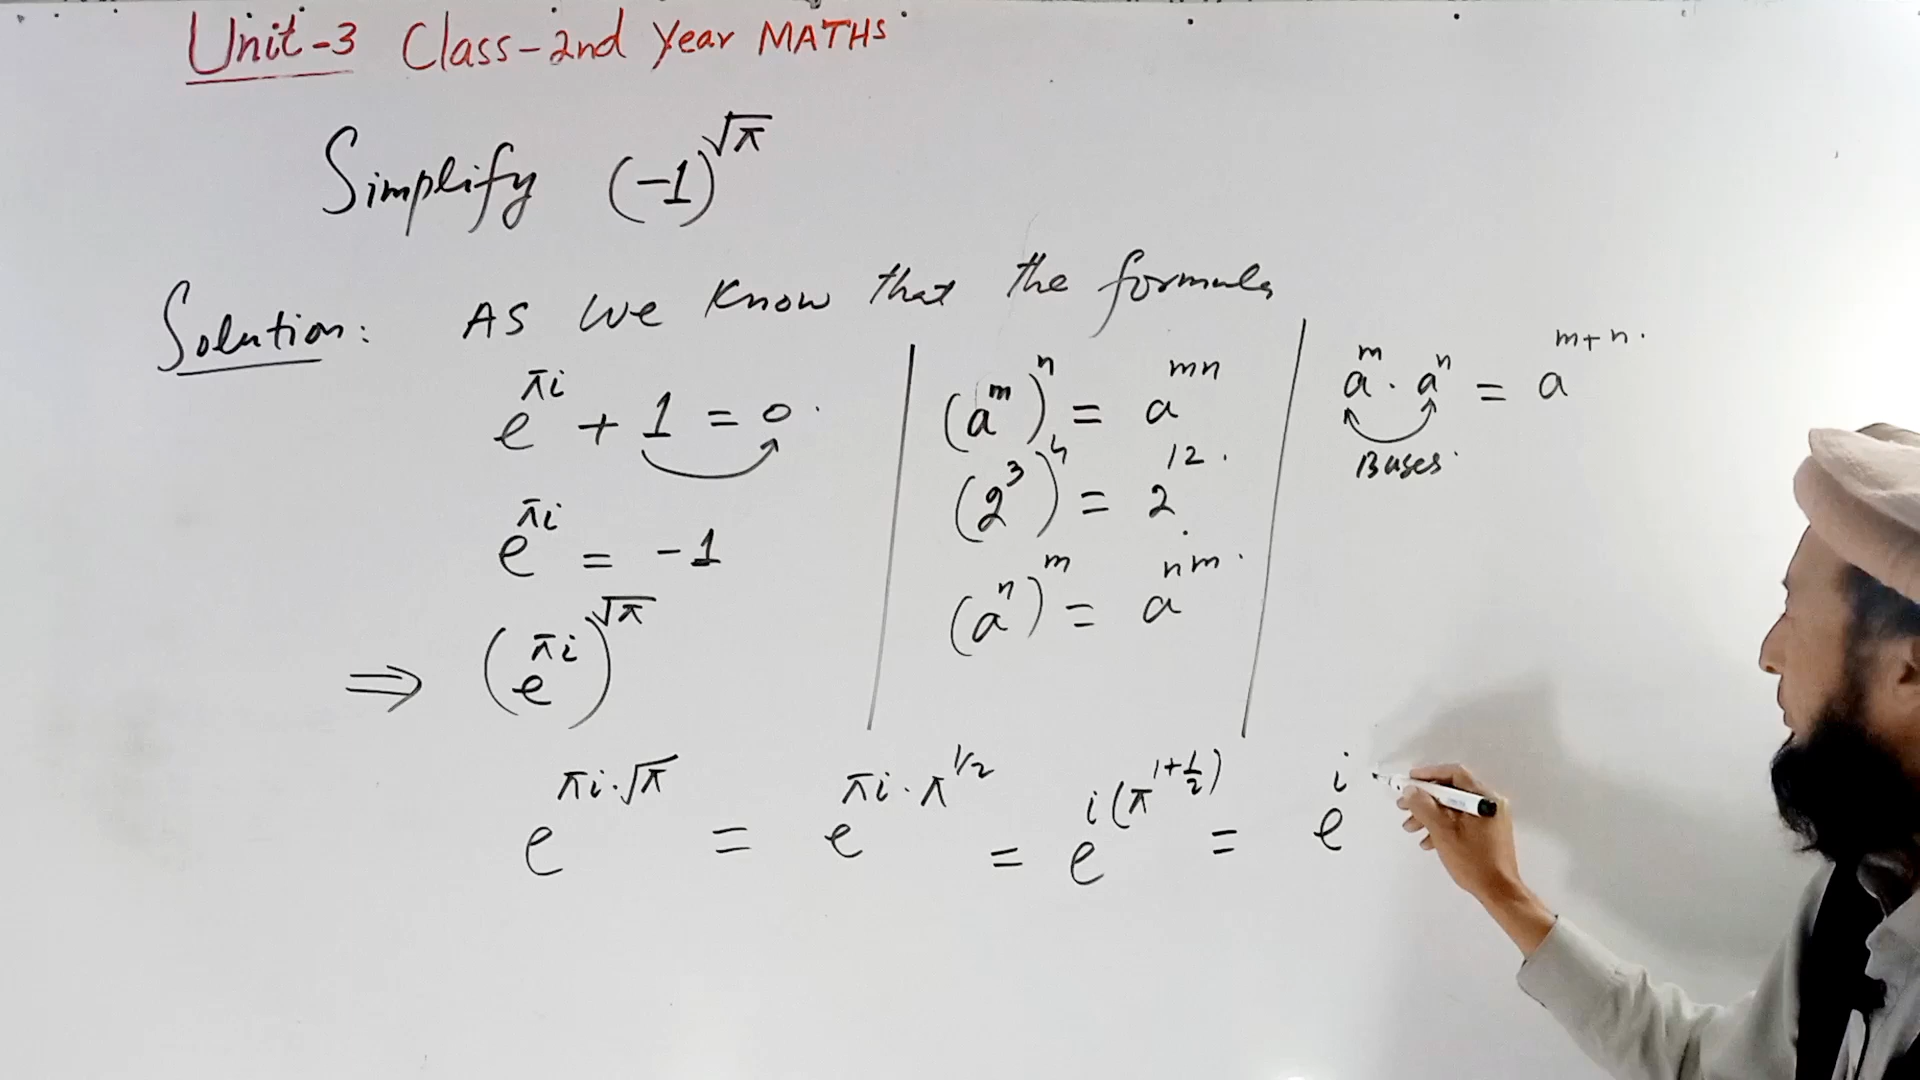 Unit-3 Class-2nd Year MATHS
Simplify (-1)^√π
Solution: AS we know that the formula
e^πi + 1 = 0.
e^πi = -1
⇒ (e^πi)^√π
(a^m)^n = a^mn
(2^3)^4 = 2^12.
(a^n)^m = a^nm.
a^m . a^n = a^m+n.
Bases.
e^πi.√π = e^πi.π^1/2 = e^i(π^1+1/2) = e^i